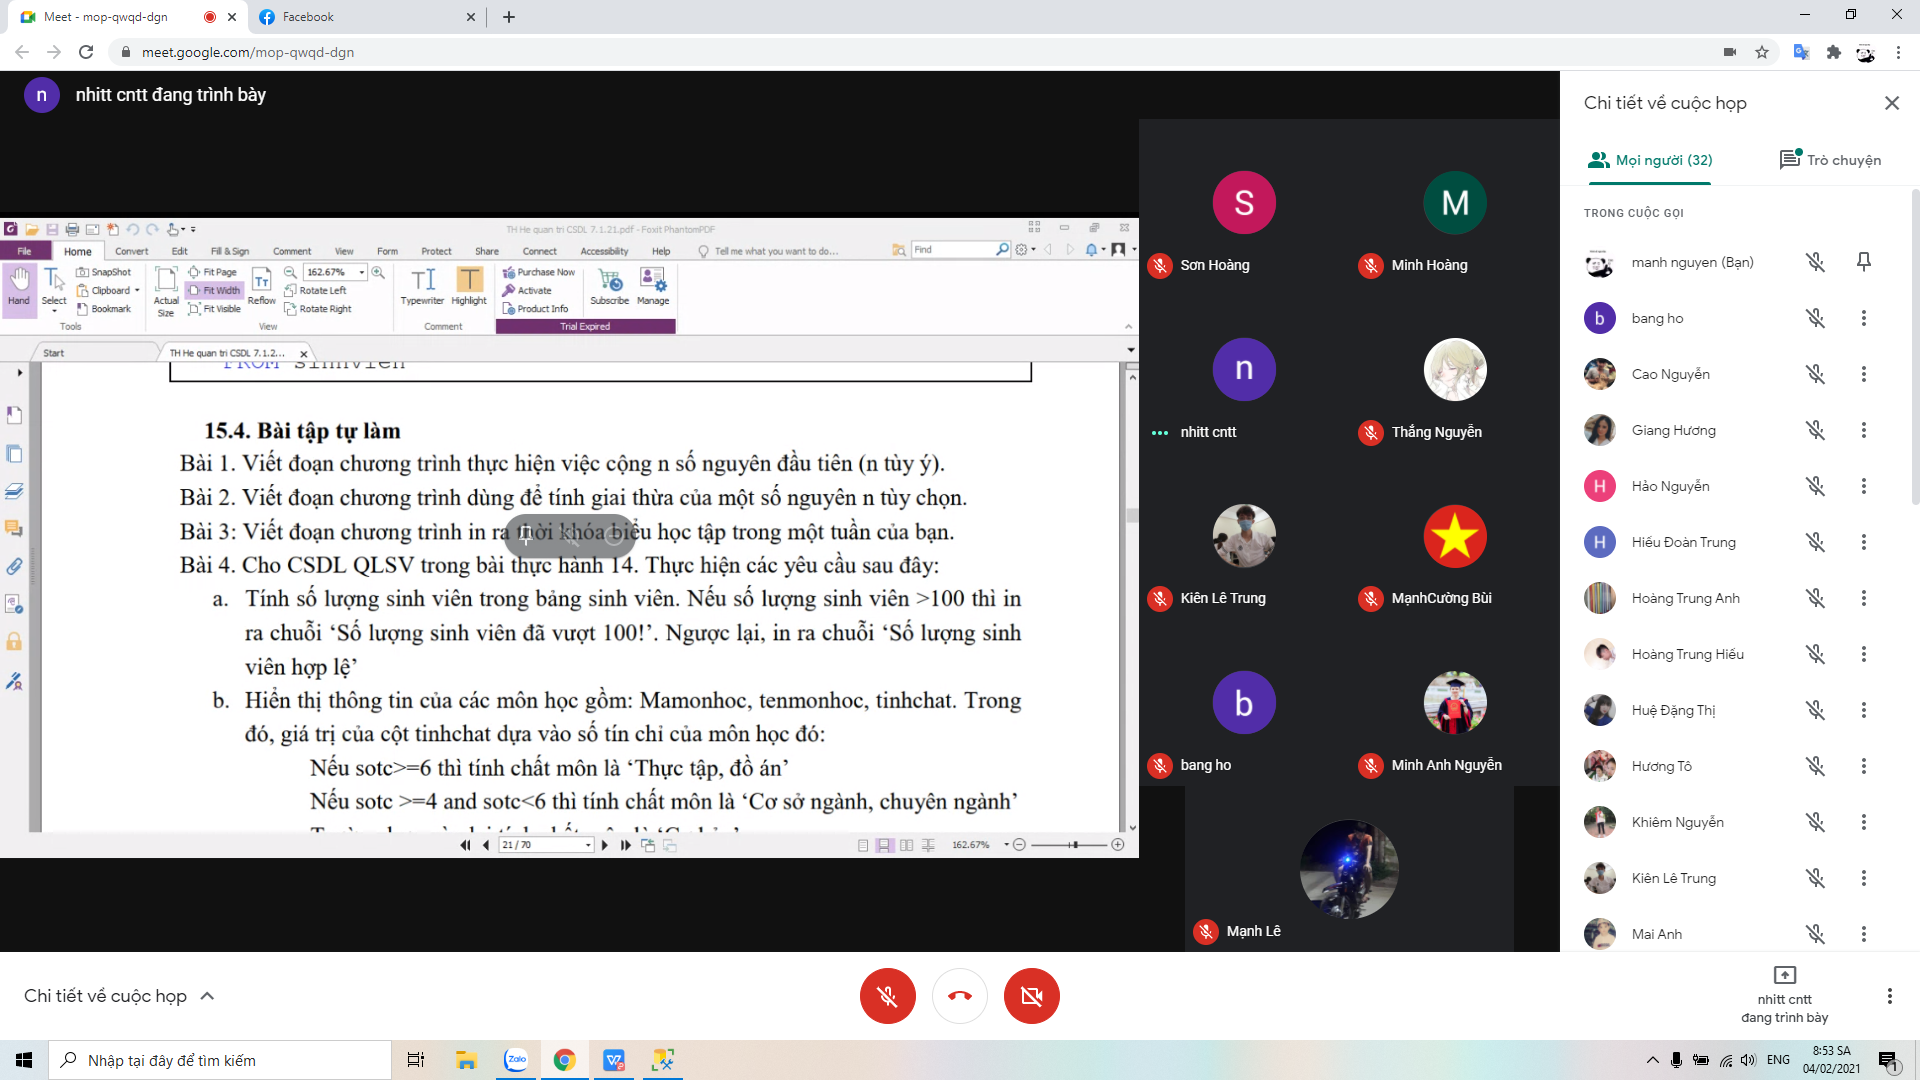 Meet - mop-qwqd-dgn
Facebook
meet.google.com/mop-qwqd-dgn
n
nhitt cntt đang trình bày
TH He quan tri CSDL 7.1.21.pdf - Foxit PhantomPDF
File Home Convert Edit Fill & Sign Comment View Form Protect Share Connect Accessibility Help Tell me what you want to do... Find
Hand
Select
SnapShot
Clipboard
Bookmark
Tools
Actual Size
Fit Page
Fit Width
Fit Visible
Reflow
162.67%
Rotate Left
Rotate Right
View
Typewriter
Highlight
Comment
Purchase Now
Activate
Product Info
Subscribe
Manage
Trial Expired
Start
TH He quan tri CSDL 7.1.2...
FROM sinhvien
15.4. Bài tập tự làm
Bài 1. Viết đoạn chương trình thực hiện việc cộng n số nguyên đầu tiên (n tùy ý).
Bài 2. Viết đoạn chương trình dùng để tính giai thừa của một số nguyên n tùy chọn.
Bài 3: Viết đoạn chương trình in ra thời khóa biểu học tập trong một tuần của bạn.
Bài 4. Cho CSDL QLSV trong bài thực hành 14. Thực hiện các yêu cầu sau đây:
a. Tính số lượng sinh viên trong bảng sinh viên. Nếu số lượng sinh viên >100 thì in
ra chuỗi ‘Số lượng sinh viên đã vượt 100!’. Ngược lại, in ra chuỗi ‘Số lượng sinh
viên hợp lệ’
b. Hiển thị thông tin của các môn học gồm: Mamonhoc, tenmonhoc, tinhchat. Trong
đó, giá trị của cột tinhchat dựa vào số tín chỉ của môn học đó:
Nếu sotc>=6 thì tính chất môn là ‘Thực tập, đồ án’
Nếu sotc >=4 and sotc<6 thì tính chất môn là ‘Cơ sở ngành, chuyên ngành’
21 / 70
162.67%
S
Sơn Hoàng
M
Minh Hoàng
n
nhitt cntt
Thắng Nguyễn
Kiên Lê Trung
MạnhCường Bùi
b
bang ho
Minh Anh Nguyễn
Mạnh Lê
Chi tiết về cuộc họp
Mọi người (32)
Trò chuyện
TRONG CUỘC GỌI
manh nguyen (Bạn)
b
bang ho
Cao Nguyễn
Giang Hương
H
Hảo Nguyễn
H
Hiếu Đoàn Trung
Hoàng Trung Anh
Hoàng Trung Hiếu
Huệ Đặng Thị
Hương Tô
Khiêm Nguyễn
Kiên Lê Trung
Mai Anh
Chi tiết về cuộc họp
nhitt cntt
đang trình bày
Nhập tại đây để tìm kiếm
Zalo
ENG
8:53 SA
04/02/2021
1